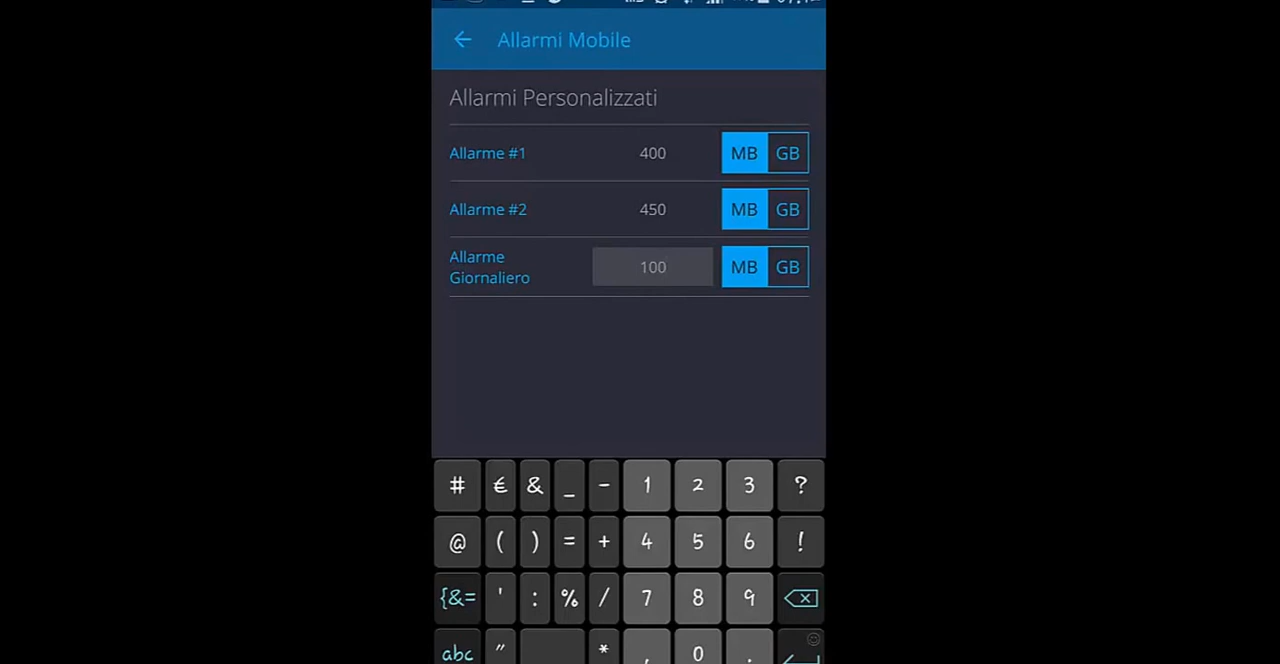 Allarmi Mobile
Allarmi Personalizzati
Allarme #1 400 MB GB
Allarme #2 450 MB GB
Allarme
Giornaliero 100 MB GB
# € & _ - 1 2 3 ?
@ ( ) = + 4 5 6 !
{&= ' : % / 7 8 9
abc " * , 0 .